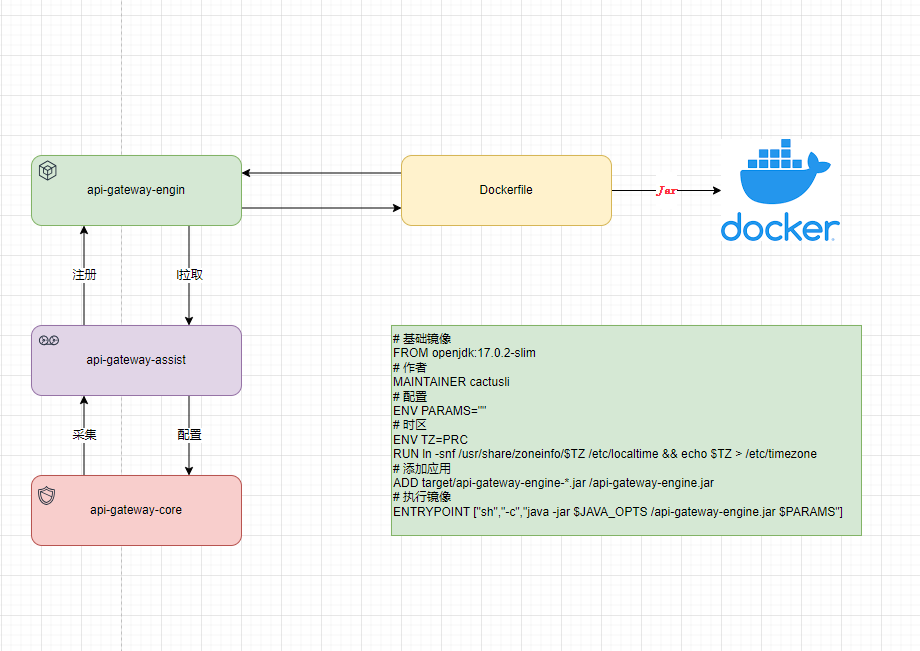 api-gateway-engin
Dockerfile
Jar
docker
注册
拉取
api-gateway-assist
采集
配置
api-gateway-core
# 基础镜像
FROM openjdk:17.0.2-slim
# 作者
MAINTAINER cactusli
# 配置
ENV PARAMS=""
# 时区
ENV TZ=PRC
RUN ln -snf /usr/share/zoneinfo/$TZ /etc/localtime && echo $TZ > /etc/timezone
# 添加应用
ADD target/api-gateway-engine-*.jar /api-gateway-engine.jar
# 执行镜像
ENTRYPOINT ["sh","-c","java -jar $JAVA_OPTS /api-gateway-engine.jar $PARAMS"]